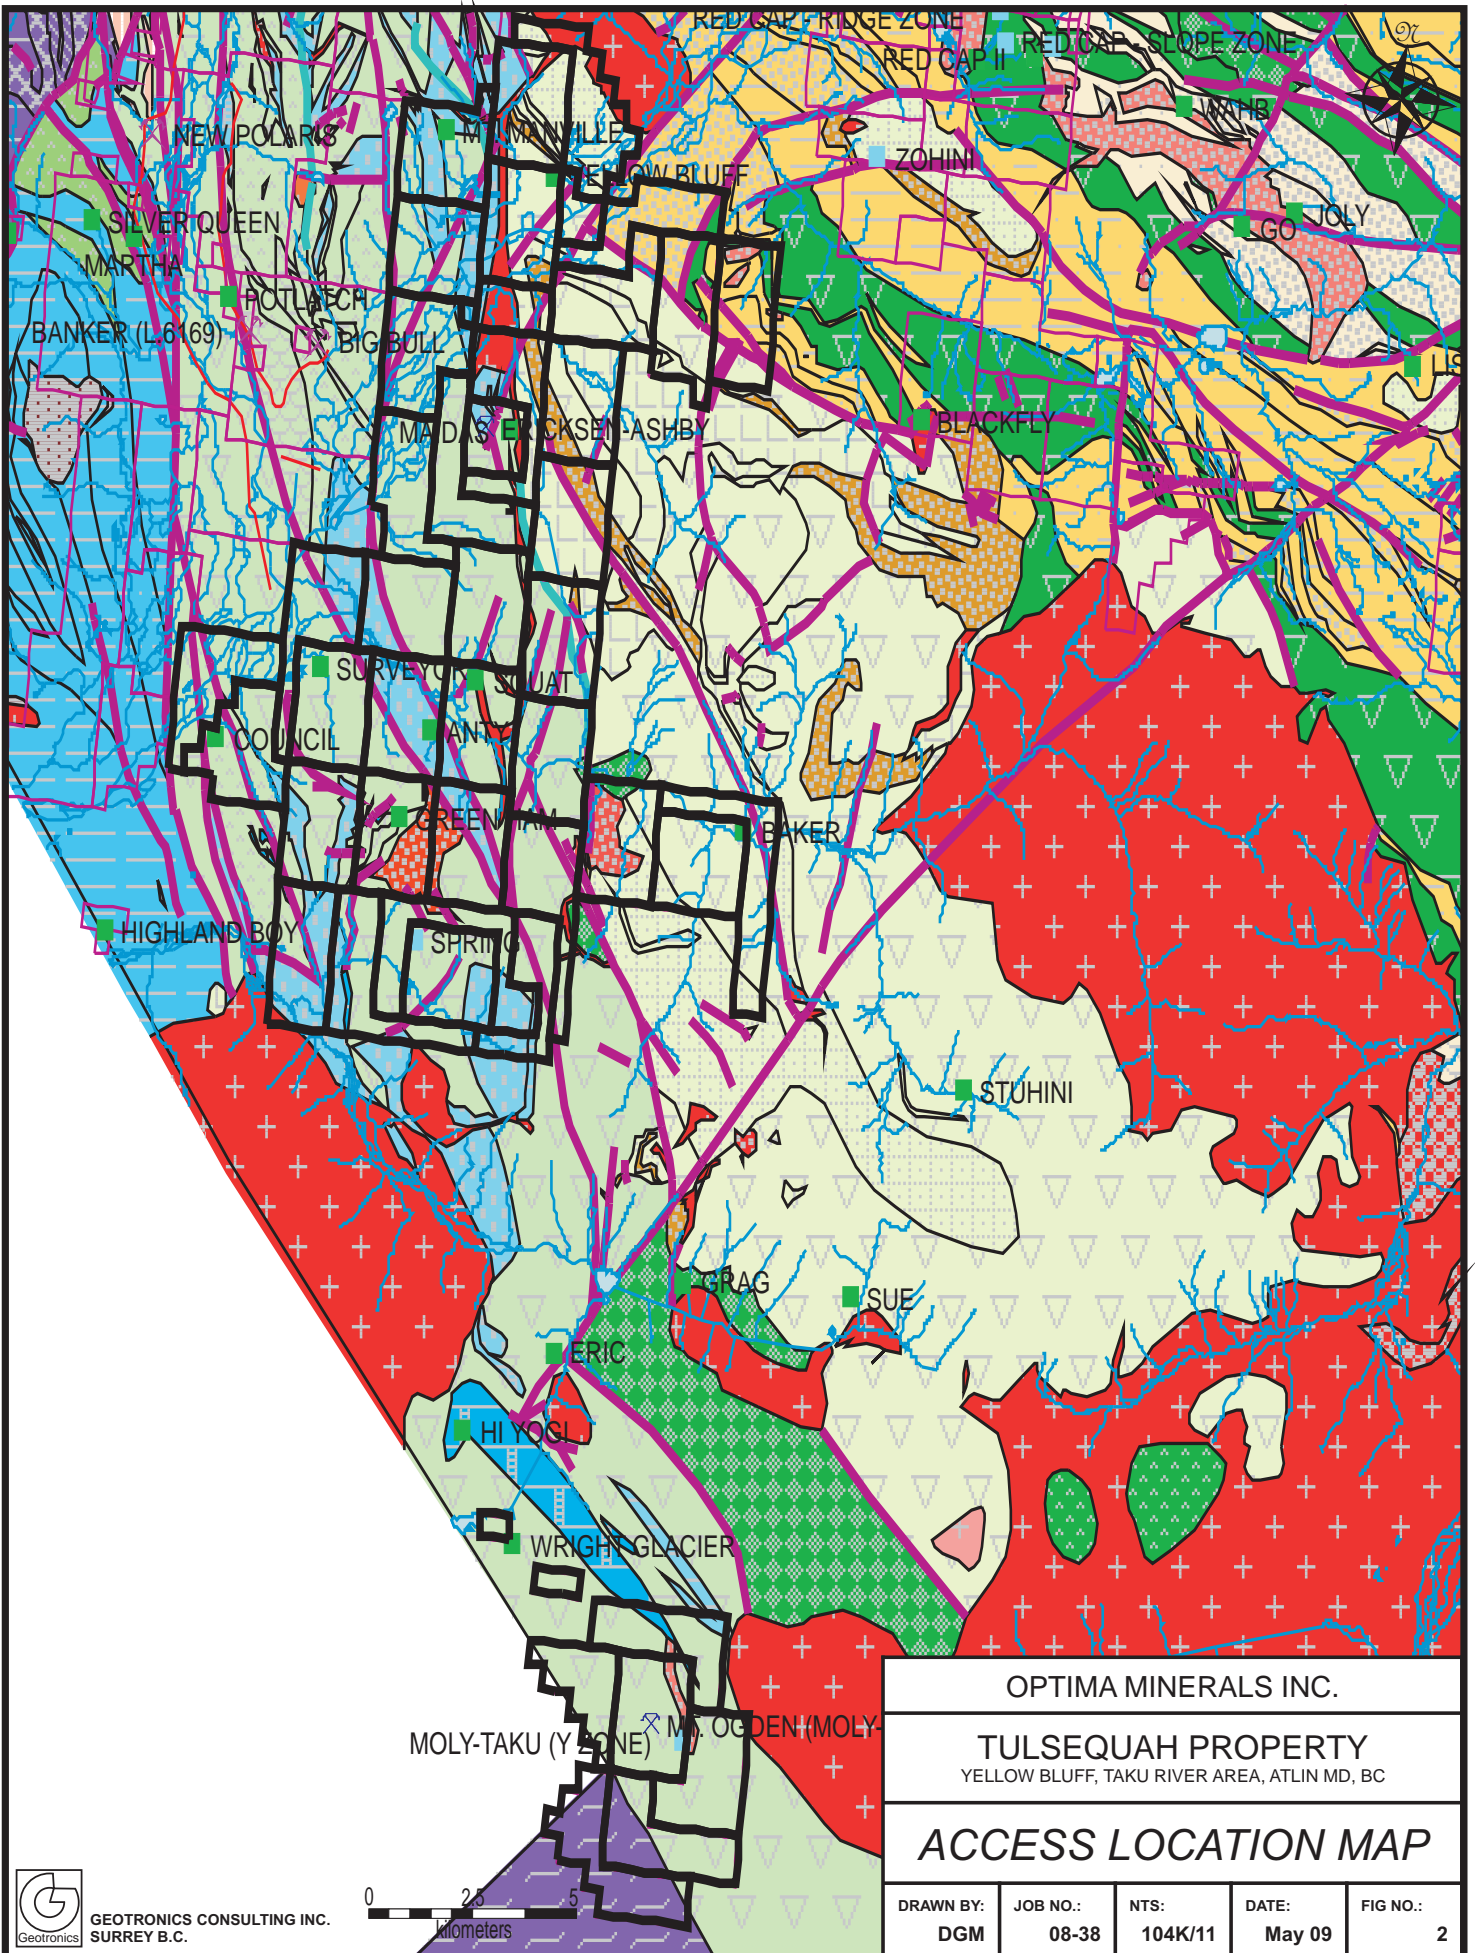 RED CAP - RIDGE ZONE
RED CAP - SLOPE ZONE
RED CAP II
WAHB
NEW POLARIS
MT. MANVILLE
ZOHINI
YELLOW BLUFF
SILVER QUEEN
JOLY
GO
MARTHA
POTLATCH
BANKER (L.6169)
BIG BULL
BLACKFLY
ERICKSEN-ASHBY
SURVEYOR
SQUAT
COUNCIL
ANTY
GREENHAM
BAKER
HIGHLAND BOY
SPRING
STUHINI
GRAG
SUE
ERIC
HI YOGI
WRIGHT GLACIER
MT. OGDEN (MOLY-
MOLY-TAKU (Y ZONE)
OPTIMA MINERALS INC.
TULSEQUAH PROPERTY
YELLOW BLUFF, TAKU RIVER AREA, ATLIN MD, BC
ACCESS LOCATION MAP
DRAWN BY: JOB NO.: NTS: DATE: FIG NO.:
DGM 08-38 104K/11 May 09 2
0 2.5 5
kilometers
Geotronics
GEOTRONICS CONSULTING INC.
SURREY B.C.